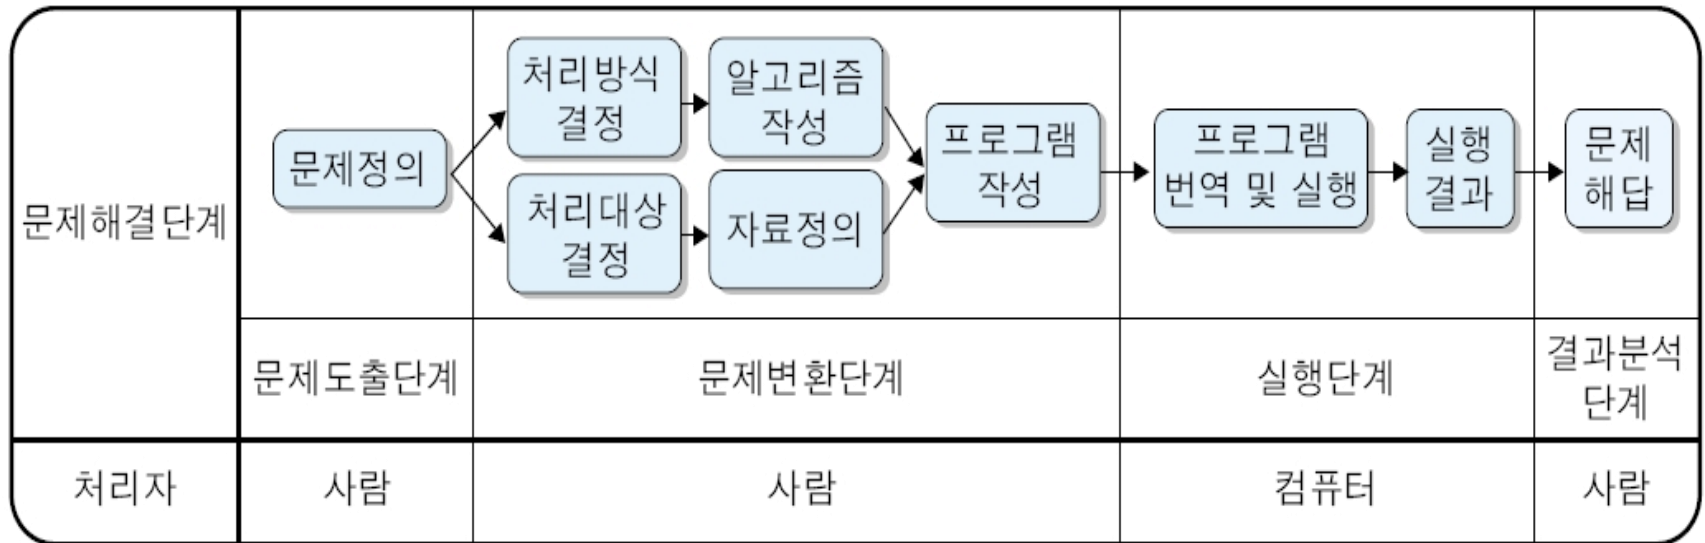 문제해결단계
문제정의
처리방식
결정
알고리즘
작성
처리대상
결정
자료정의
프로그램
작성
프로그램
번역 및 실행
실행
결과
문제
해답
문제도출단계
문제변환단계
실행단계
결과분석
단계
처리자
사람
사람
컴퓨터
사람